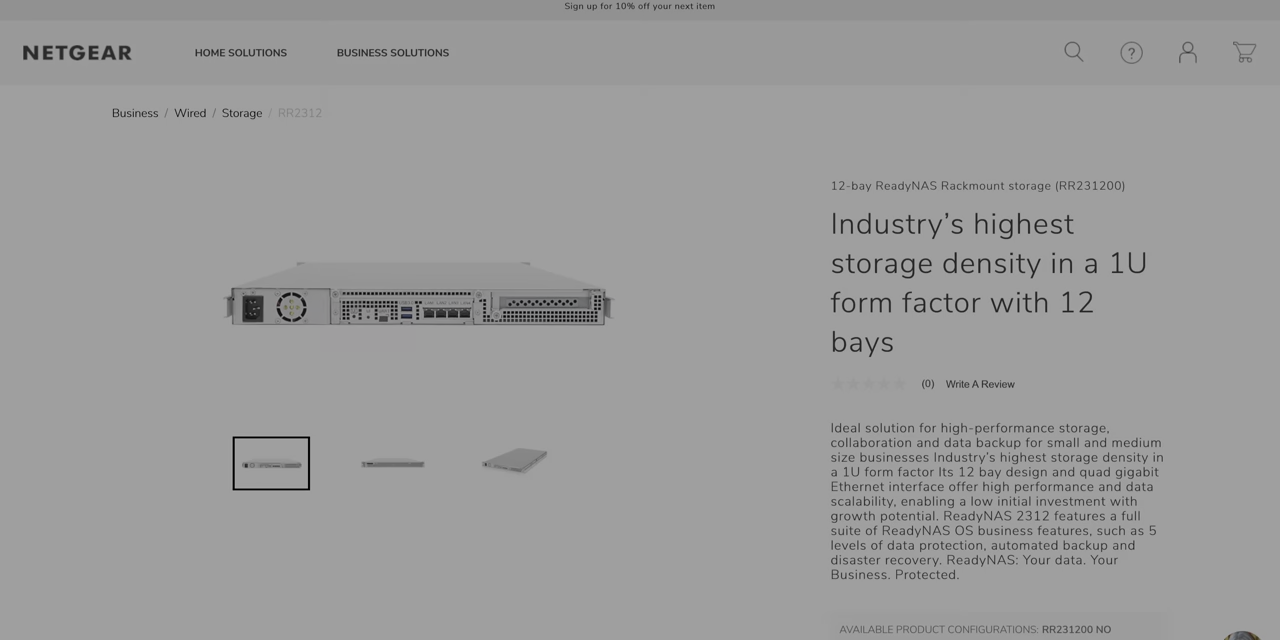 Sign up for 10% off your next item
NETGEAR
HOME SOLUTIONS
BUSINESS SOLUTIONS
?
Business / Wired / Storage / RR2312
12-bay ReadyNAS Rackmount storage (RR231200)
Industry’s highest
storage density in a 1U
form factor with 12
bays
(0) Write A Review
Ideal solution for high-performance storage,
collaboration and data backup for small and medium
size businesses Industry’s highest storage density in
a 1U form factor Its 12 bay design and quad gigabit
Ethernet interface offer high performance and data
scalability, enabling a low initial investment with
growth potential. ReadyNAS 2312 features a full
suite of ReadyNAS OS business features, such as 5
levels of data protection, automated backup and
disaster recovery. ReadyNAS: Your data. Your
Business. Protected.
AVAILABLE PRODUCT CONFIGURATIONS: RR231200 NO